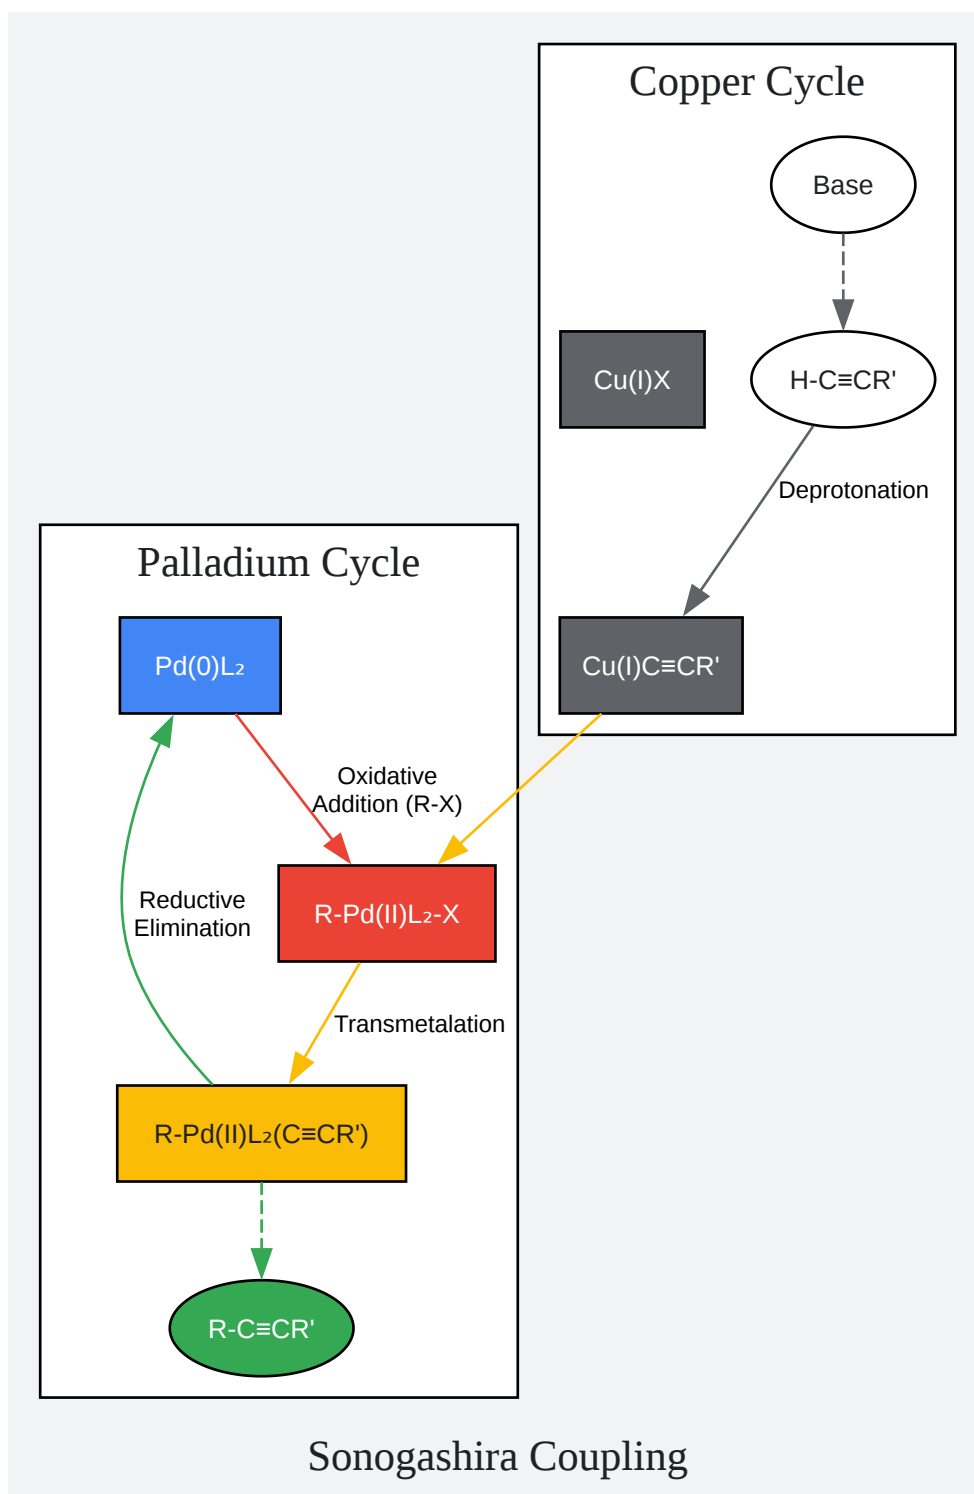 Copper Cycle
Base
Cu(I)X
H-C≡CR'
Deprotonation
Cu(I)C≡CR'
Palladium Cycle
Pd(0)L₂
Oxidative
Addition (R-X)
Reductive
Elimination
R-Pd(II)L₂-X
Transmetalation
R-Pd(II)L₂(C≡CR')
R-C≡CR'
Sonogashira Coupling